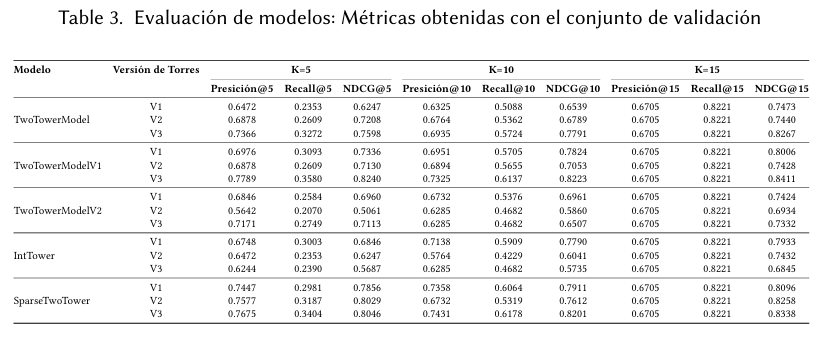 Table 3. Evaluación de modelos: Métricas obtenidas con el conjunto de validación
Modelo Versión de Torres K=5 K=10 K=15
Presición@5 Recall@5 NDCG@5 Presición@10 Recall@10 NDCG@10 Presición@15 Recall@15 NDCG@15
V1 0.6472 0.2353 0.6247 0.6325 0.5088 0.6539 0.6705 0.8221 0.7473
TwoTowerModel V2 0.6878 0.2609 0.7208 0.6764 0.5362 0.6789 0.6705 0.8221 0.7440
V3 0.7366 0.3272 0.7598 0.6935 0.5724 0.7791 0.6705 0.8221 0.8267
V1 0.6976 0.3093 0.7336 0.6951 0.5705 0.7824 0.6705 0.8221 0.8006
TwoTowerModelV1 V2 0.6878 0.2609 0.7130 0.6894 0.5655 0.7053 0.6705 0.8221 0.7428
V3 0.7789 0.3580 0.8240 0.7325 0.6137 0.8223 0.6705 0.8221 0.8411
V1 0.6846 0.2584 0.6960 0.6732 0.5376 0.6961 0.6705 0.8221 0.7424
TwoTowerModelV2 V2 0.5642 0.2070 0.5061 0.6285 0.4682 0.5860 0.6705 0.8221 0.6934
V3 0.7171 0.2749 0.7113 0.6285 0.4682 0.6507 0.6705 0.8221 0.7332
V1 0.6748 0.3003 0.6846 0.7138 0.5909 0.7790 0.6705 0.8221 0.7933
IntTower V2 0.6472 0.2353 0.6247 0.5764 0.4229 0.6041 0.6705 0.8221 0.7432
V3 0.6244 0.2390 0.5687 0.6285 0.4682 0.5735 0.6705 0.8221 0.6845
V1 0.7447 0.2981 0.7856 0.7358 0.6064 0.7911 0.6705 0.8221 0.8096
SparseTwoTower V2 0.7577 0.3187 0.8029 0.6732 0.5319 0.7612 0.6705 0.8221 0.8258
V3 0.7675 0.3404 0.8046 0.7431 0.6178 0.8201 0.6705 0.8221 0.8338